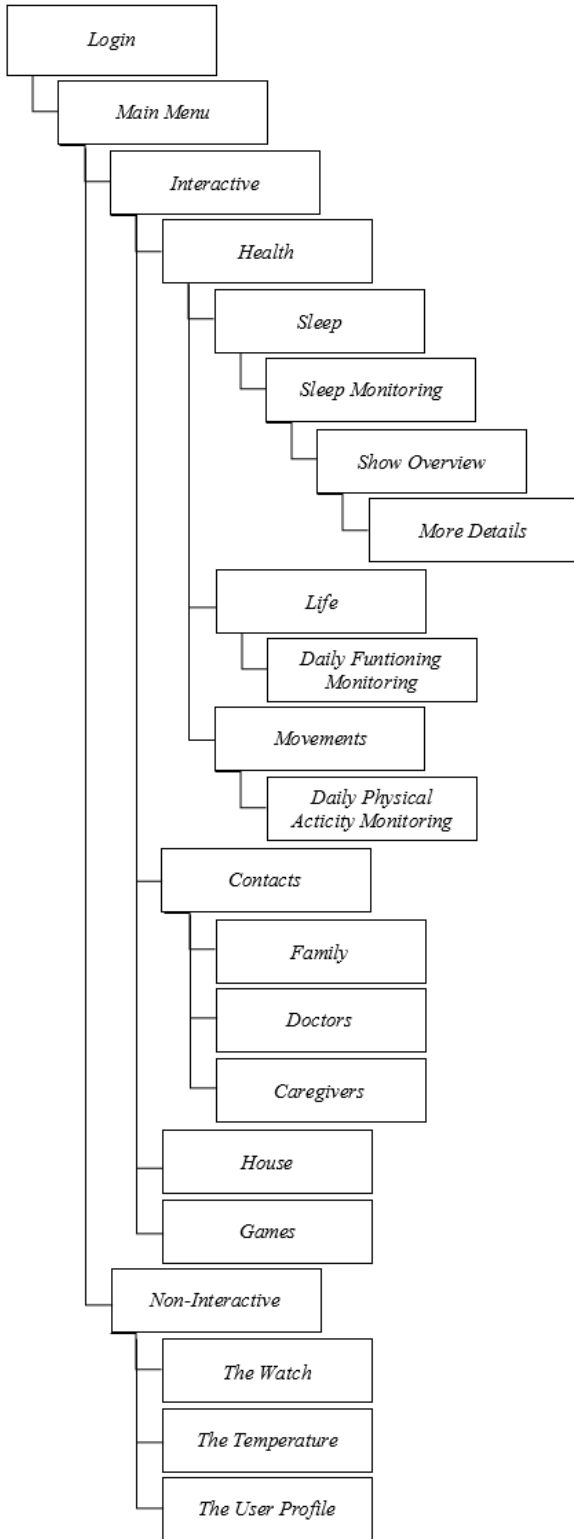 Login
Main Menu
Interactive
Health
Sleep
Sleep Monitoring
Show Overview
More Details
Life
Daily Funtioning
Monitoring
Movements
Daily Physical
Acticity Monitoring
Contacts
Family
Doctors
Caregivers
House
Games
Non-Interactive
The Watch
The Temperature
The User Profile